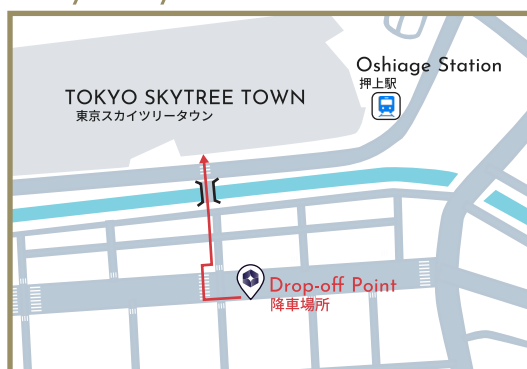 Oshiage Station
押上駅
TOKYO SKYTREE TOWN
東京スカイツリータウン
Drop-off Point
降車場所